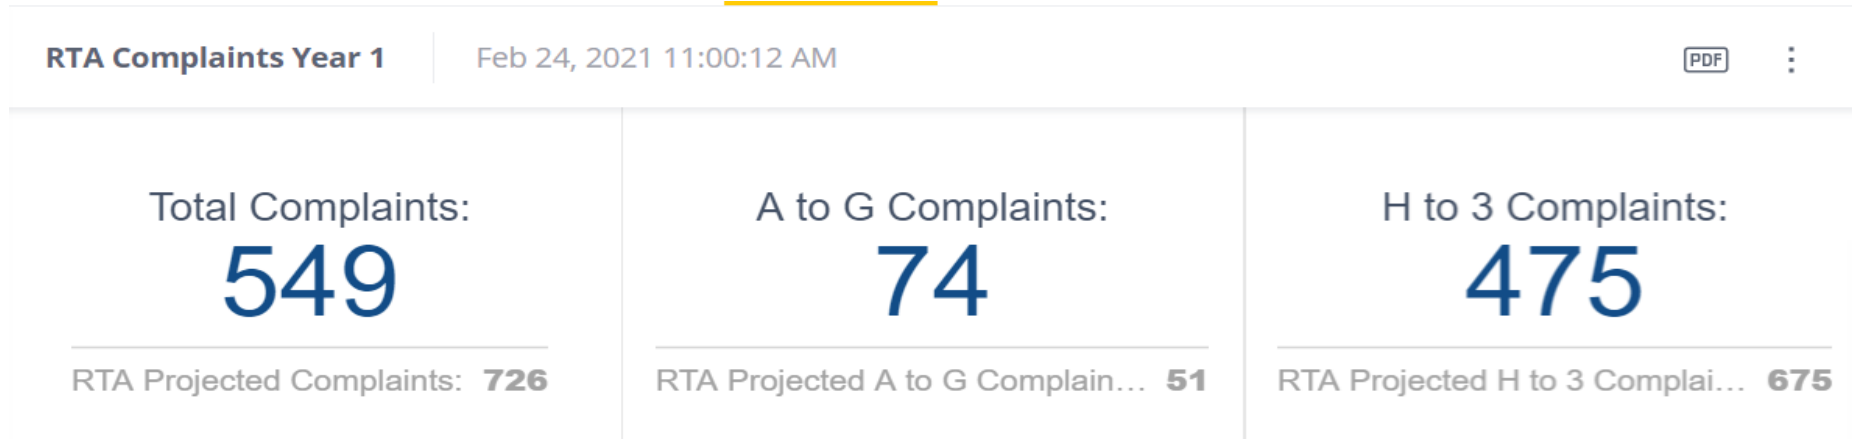 RTA Complaints Year 1
Feb 24, 2021 11:00:12 AM
PDF
Total Complaints:
549
RTA Projected Complaints: 726
A to G Complaints:
74
RTA Projected A to G Complain... 51
H to 3 Complaints:
475
RTA Projected H to 3 Complai... 675